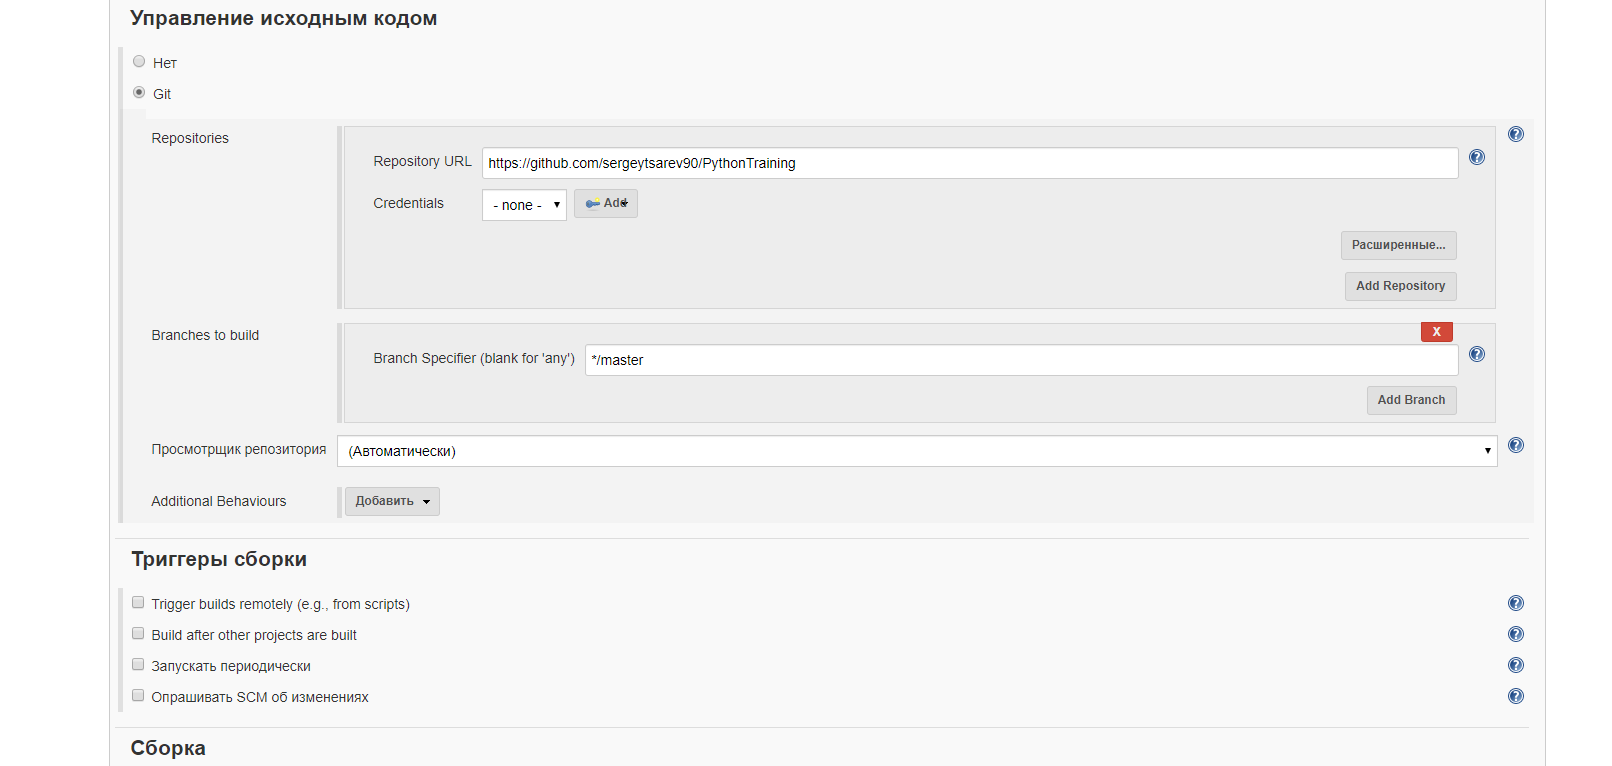 Управление исходным кодом
Нет
Git
Repositories
Repository URL https://github.com/sergeytsarev90/PythonTraining
Credentials - none - Add
Расширенные...
Add Repository
Branches to build
X
Branch Specifier (blank for 'any') */master
Add Branch
Просмотрщик репозитория (Автоматически)
Additional Behaviours Добавить
Триггеры сборки
Trigger builds remotely (e.g., from scripts)
Build after other projects are built
Запускать периодически
Опрашивать SCM об изменениях
Сборка